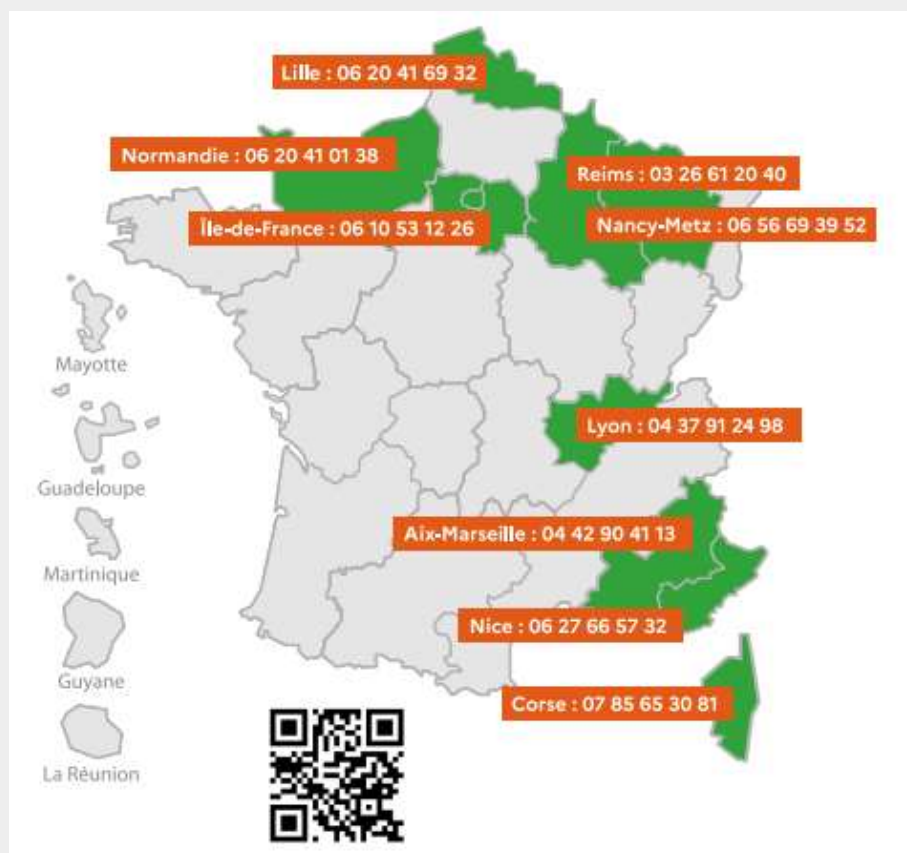 Lille : 06 20 41 69 32
Normandie : 06 20 41 01 38
Reims : 03 26 61 20 40
Île-de-France : 06 10 53 12 26
Nancy-Metz : 06 56 69 39 52
Mayotte
Lyon : 04 37 91 24 98
Guadeloupe
Aix-Marseille : 04 42 90 41 13
Martinique
Nice : 06 27 66 57 32
Guyane
Corse : 07 85 65 30 81
La Réunion